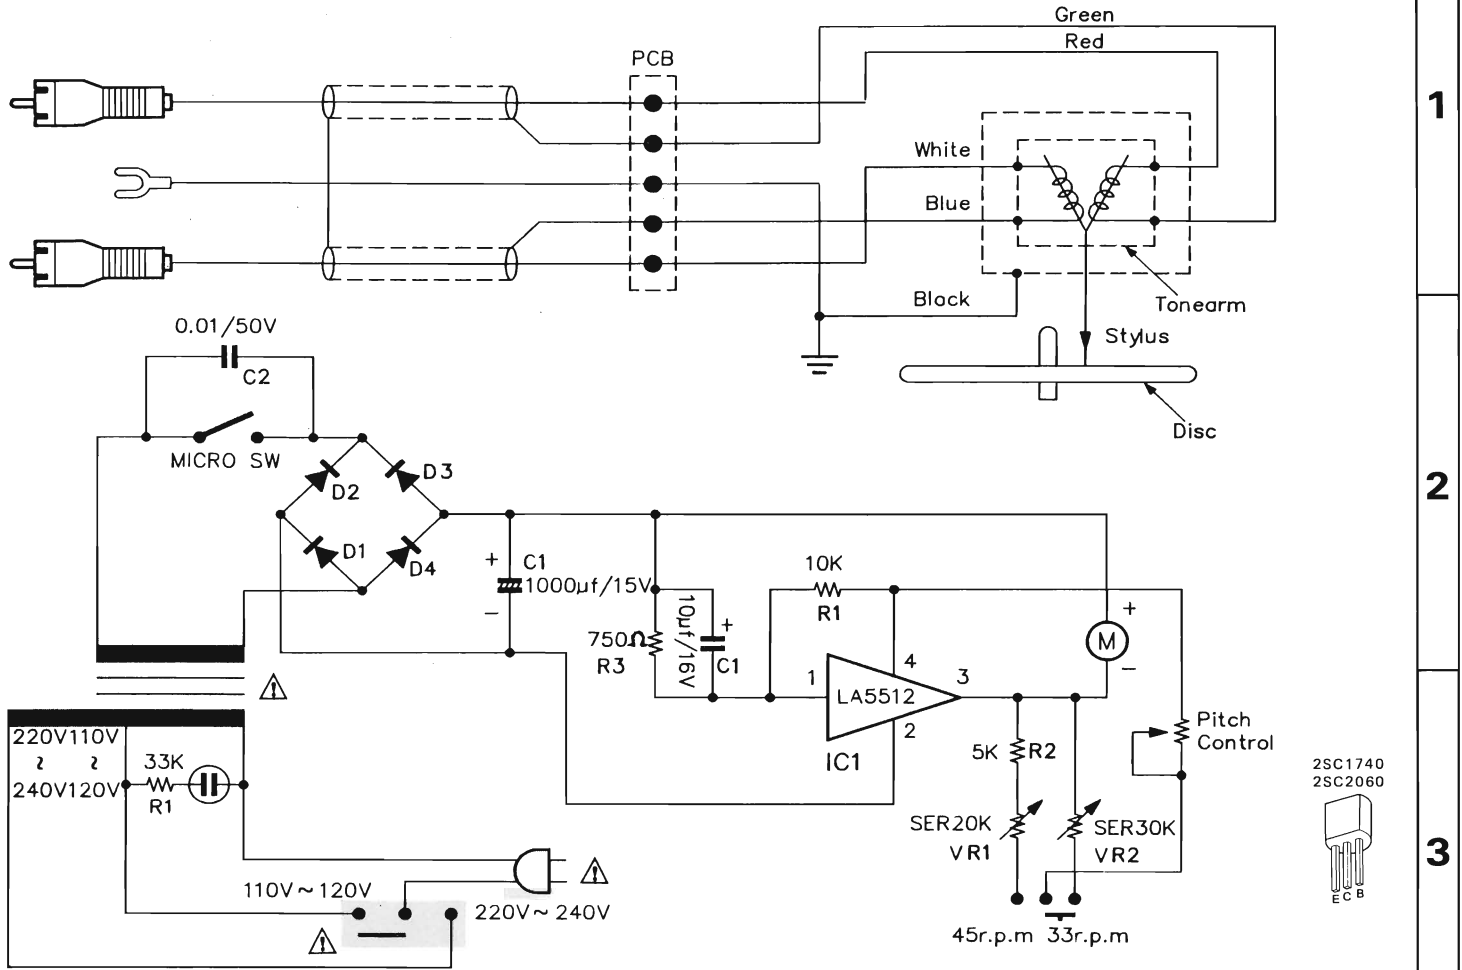 Green
Red
PCB
1
White
Blue
Black
Tonearm
Stylus
Disc
0.01/50V
C2
MICRO SW
D2
D3
D1
D4
2
+
C1
1000µf/15V
−
10K
R1
750Ω
R3
10µf/16V
+
C1
1
4
LA5512
3
2
IC1
+
M
−
220V 110V
~ ~
240V 120V
33K
R1
!
5K
R2
Pitch
Control
SER20K
VR1
SER30K
VR2
2SC1740
2SC2060
E C B
3
110V~120V
220V~240V
!
!
45r.p.m 33r.p.m